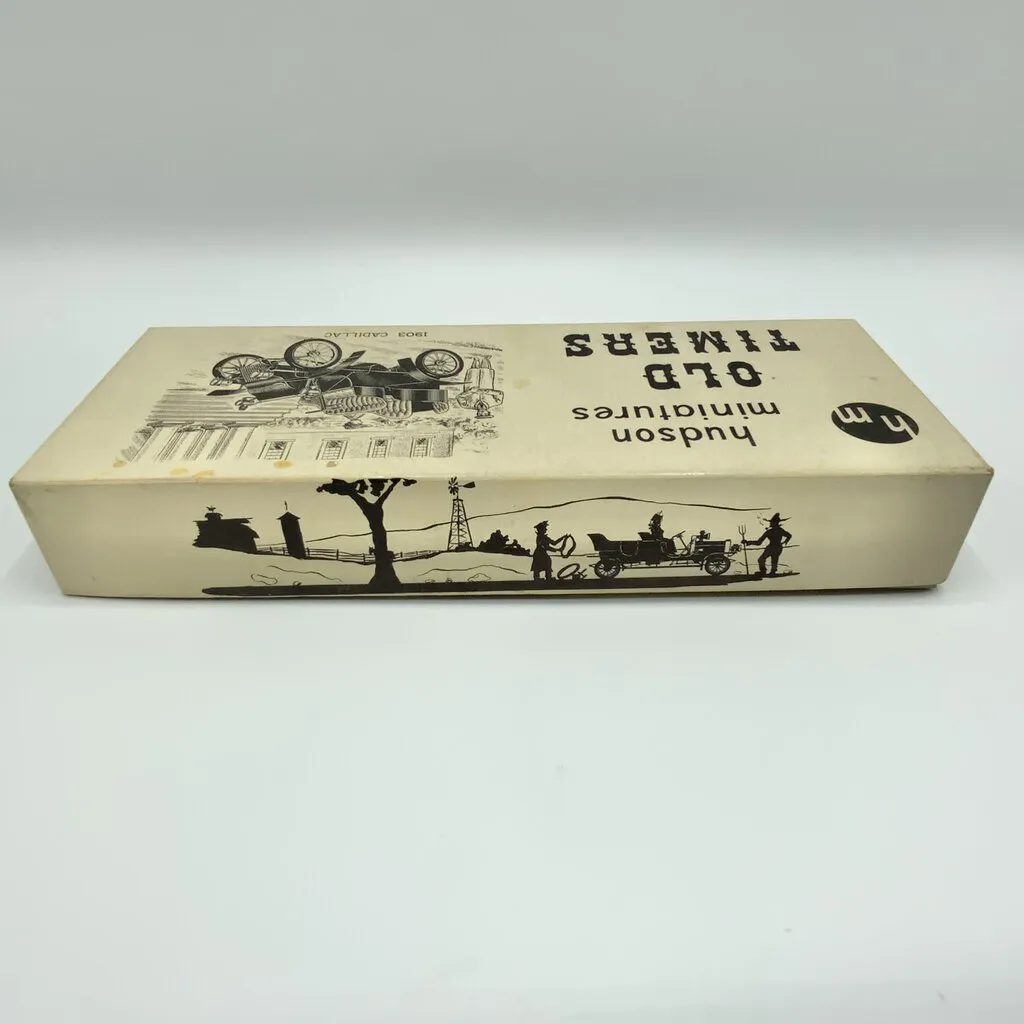 hm
hudson
miniatures
OLD
TIMERS
1903 CADILLAC